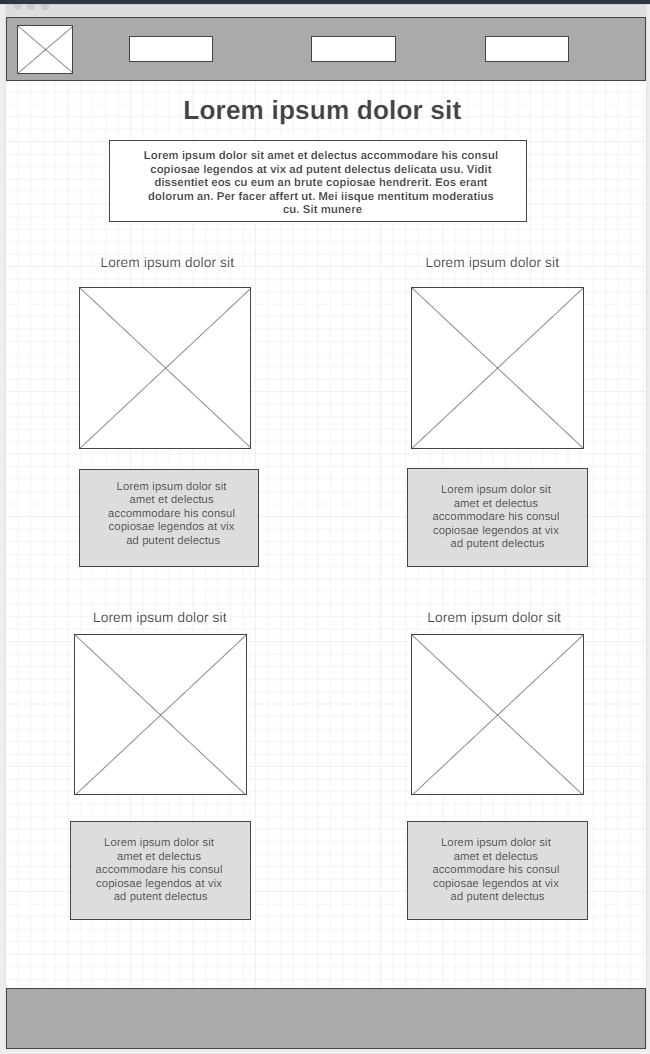 Lorem ipsum dolor sit
Lorem ipsum dolor sit amet et delectus accommodare his consul
copiosae legendos at vix ad putent delectus delicata usu. Vidit
dissentiet eos cu eum an brute copiosae hendrerit. Eos erant
dolorum an. Per facer affert ut. Mei iisque mentitum moderatius
cu. Sit munere
Lorem ipsum dolor sit
Lorem ipsum dolor sit
Lorem ipsum dolor sit
amet et delectus
accommodare his consul
copiosae legendos at vix
ad putent delectus
Lorem ipsum dolor sit
amet et delectus
accommodare his consul
copiosae legendos at vix
ad putent delectus
Lorem ipsum dolor sit
Lorem ipsum dolor sit
Lorem ipsum dolor sit
amet et delectus
accommodare his consul
copiosae legendos at vix
ad putent delectus
Lorem ipsum dolor sit
amet et delectus
accommodare his consul
copiosae legendos at vix
ad putent delectus